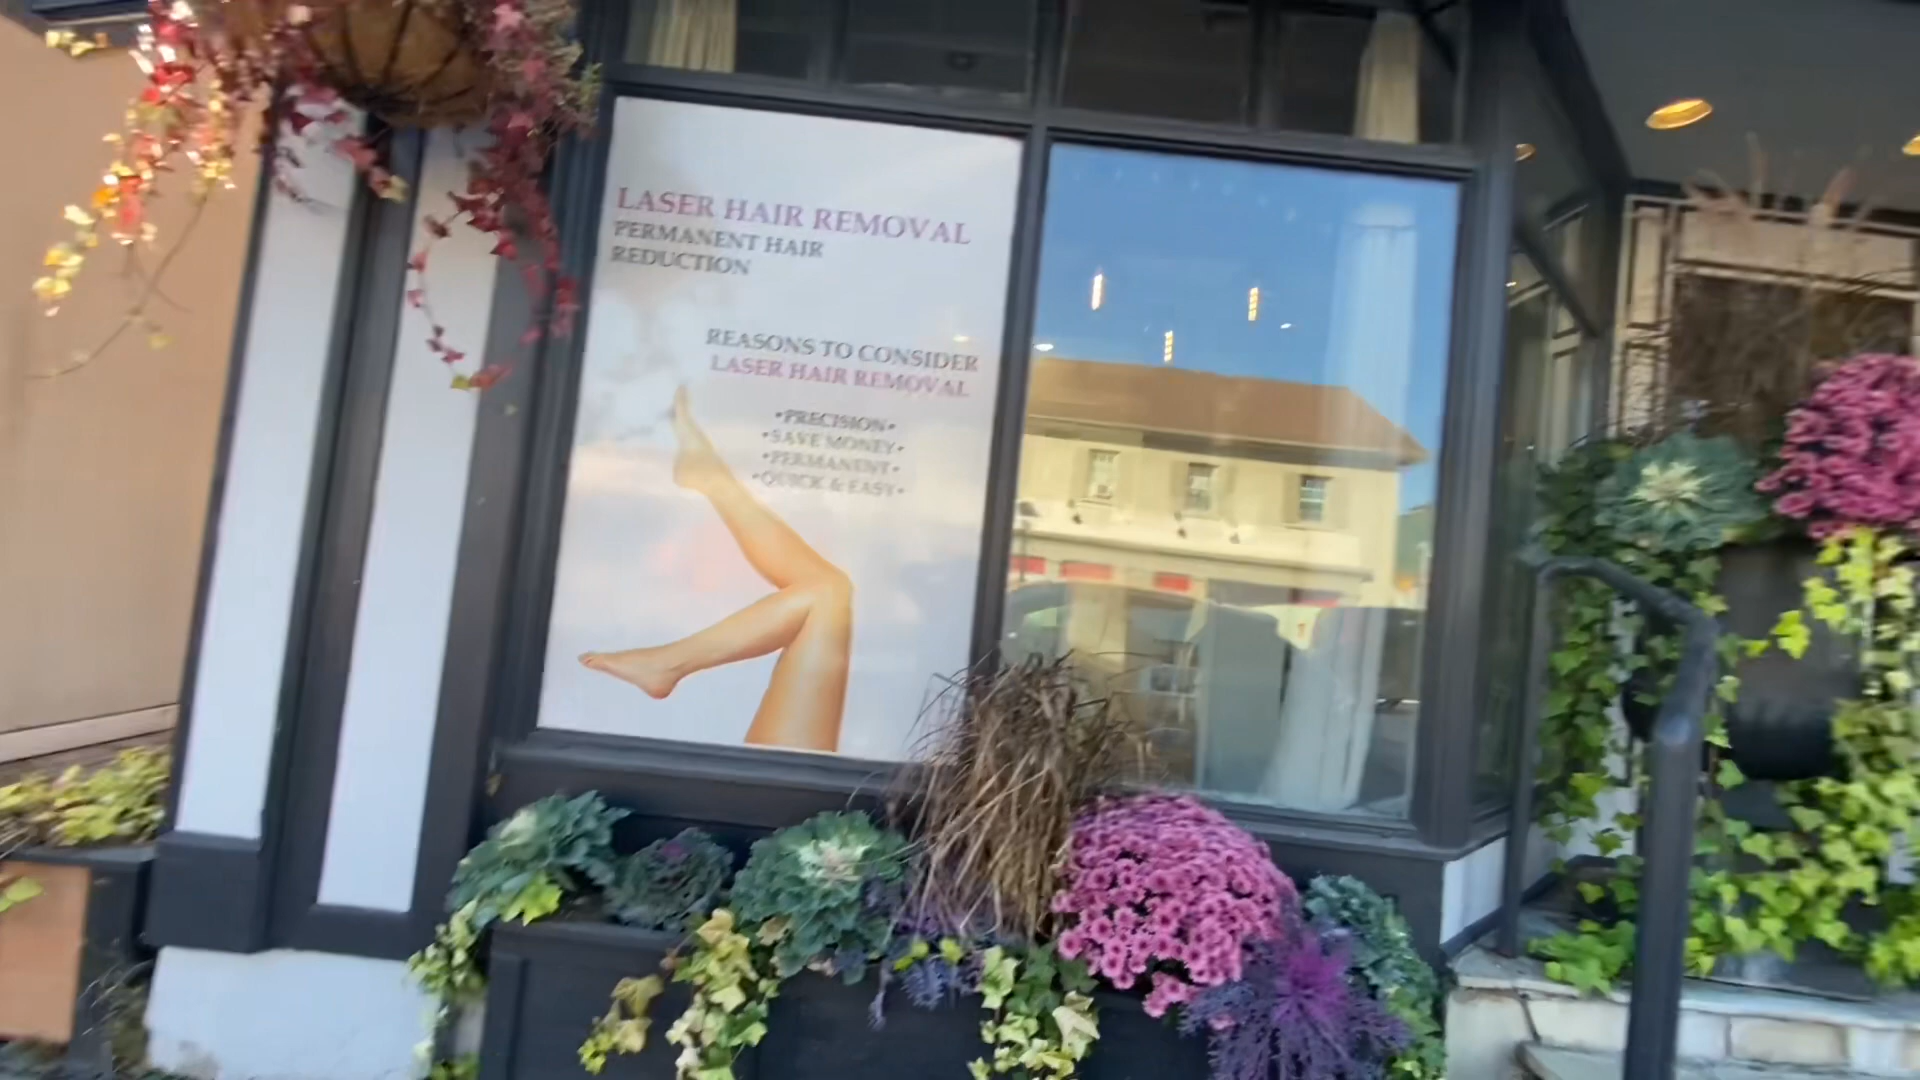 LASER HAIR REMOVAL
PERMANENT HAIR
REDUCTION
REASONS TO CONSIDER
LASER HAIR REMOVAL
•PRECISION•
•SAVE MONEY•
•PERMANENT•
•QUICK & EASY•